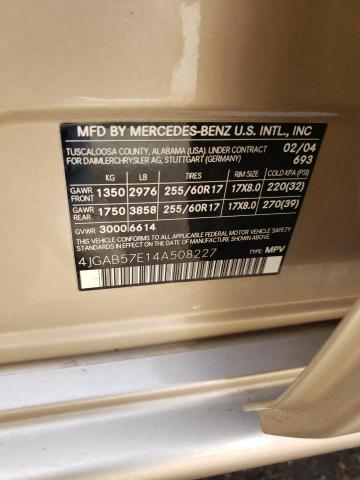 MFD BY MERCEDES-BENZ U.S. INTL., INC
TUSCALOOSA COUNTY, ALABAMA (USA). UNDER CONTRACT 02/04
FOR DAIMLERCHRYSLER AG, STUTTGART (GERMANY) 693
KG LB TIRES RIM SIZE COLD KPA (PSI)
GAWR FRONT 1350 2976 255/60R17 17X8.0 220(32)
GAWR REAR 1750 3858 255/60R17 17X8.0 270(39)
GVWR 3000 6614
THIS VEHICLE CONFORMS TO ALL APPLICABLE FEDERAL MOTOR VEHICLE SAFETY
STANDARDS IN EFFECT ON THE DATE OF MANUFACTURE SHOWN ABOVE
4JGAB57E14A508227 TYPE: MPV